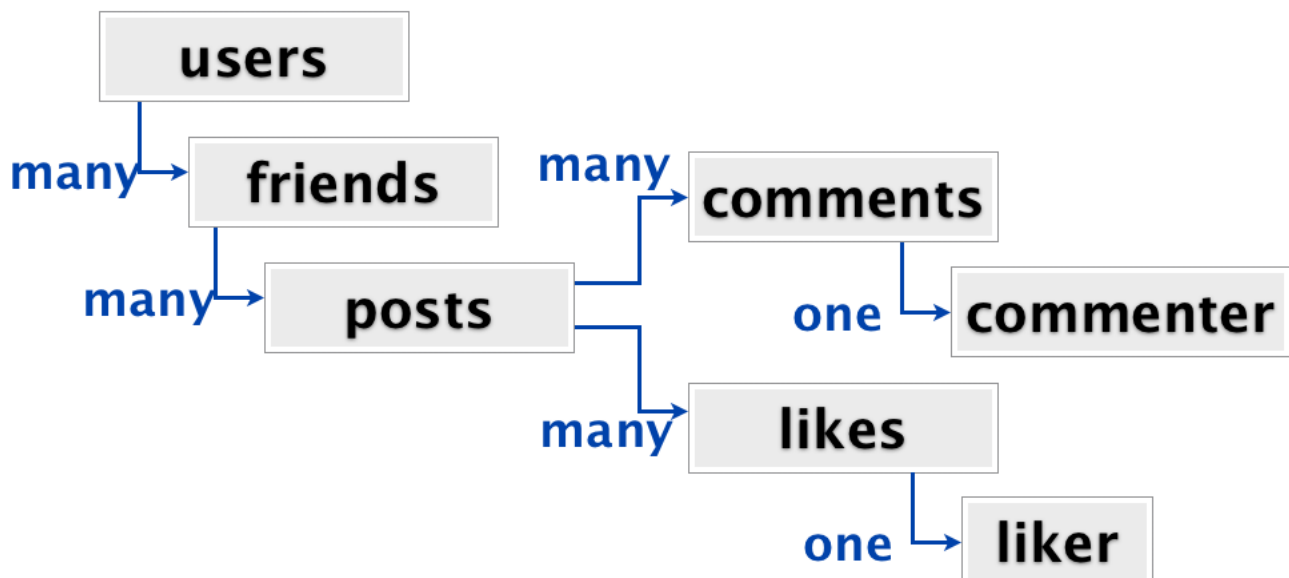 users
many
friends
many
posts
many
comments
one
commenter
many
likes
one
liker